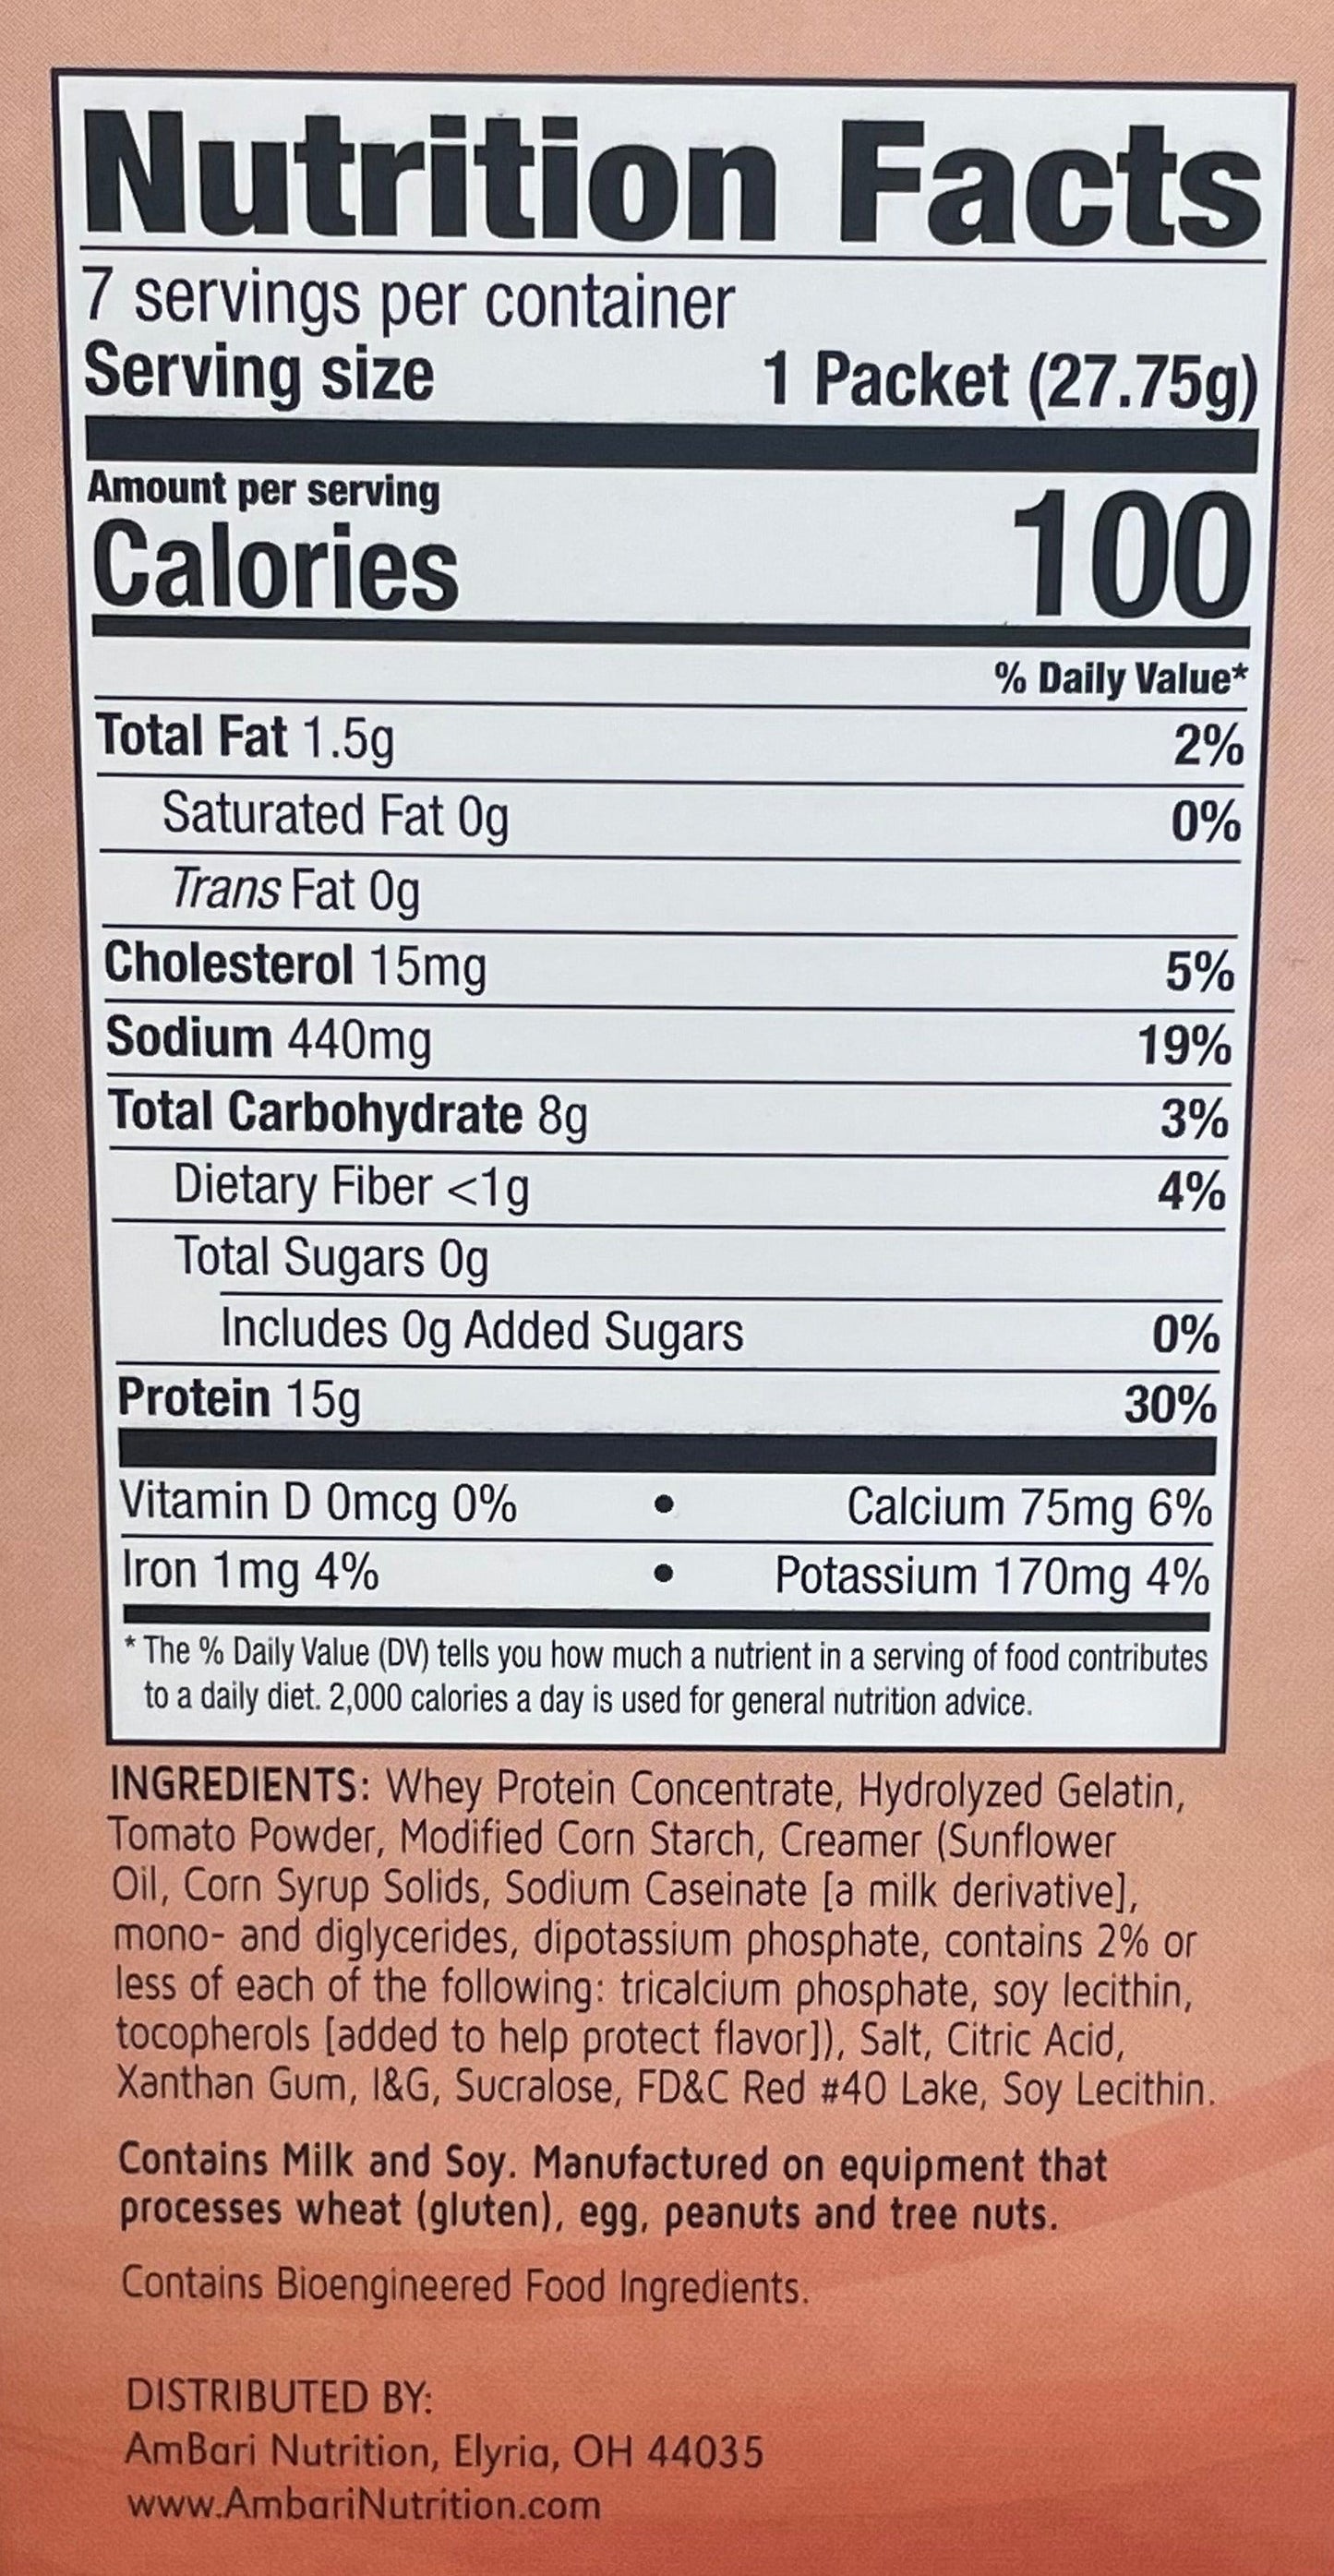 Nutrition Facts
7 servings per container
Serving size 1 Packet (27.75g)
Amount per serving
Calories 100
% Daily Value*
Total Fat 1.5g 2%
Saturated Fat 0g 0%
Trans Fat 0g
Cholesterol 15mg 5%
Sodium 440mg 19%
Total Carbohydrate 8g 3%
Dietary Fiber <1g 4%
Total Sugars 0g
Includes 0g Added Sugars 0%
Protein 15g 30%
Vitamin D 0mcg 0% • Calcium 75mg 6%
Iron 1mg 4% • Potassium 170mg 4%
* The % Daily Value (DV) tells you how much a nutrient in a serving of food contributes
to a daily diet. 2,000 calories a day is used for general nutrition advice.
INGREDIENTS: Whey Protein Concentrate, Hydrolyzed Gelatin,
Tomato Powder, Modified Corn Starch, Creamer (Sunflower
Oil, Corn Syrup Solids, Sodium Caseinate [a milk derivative],
mono- and diglycerides, dipotassium phosphate, contains 2% or
less of each of the following: tricalcium phosphate, soy lecithin,
tocopherols [added to help protect flavor]), Salt, Citric Acid,
Xanthan Gum, I&G, Sucralose, FD&C Red #40 Lake, Soy Lecithin.
Contains Milk and Soy. Manufactured on equipment that
processes wheat (gluten), egg, peanuts and tree nuts.
Contains Bioengineered Food Ingredients.
DISTRIBUTED BY:
AmBari Nutrition, Elyria, OH 44035
www.AmbariNutrition.com